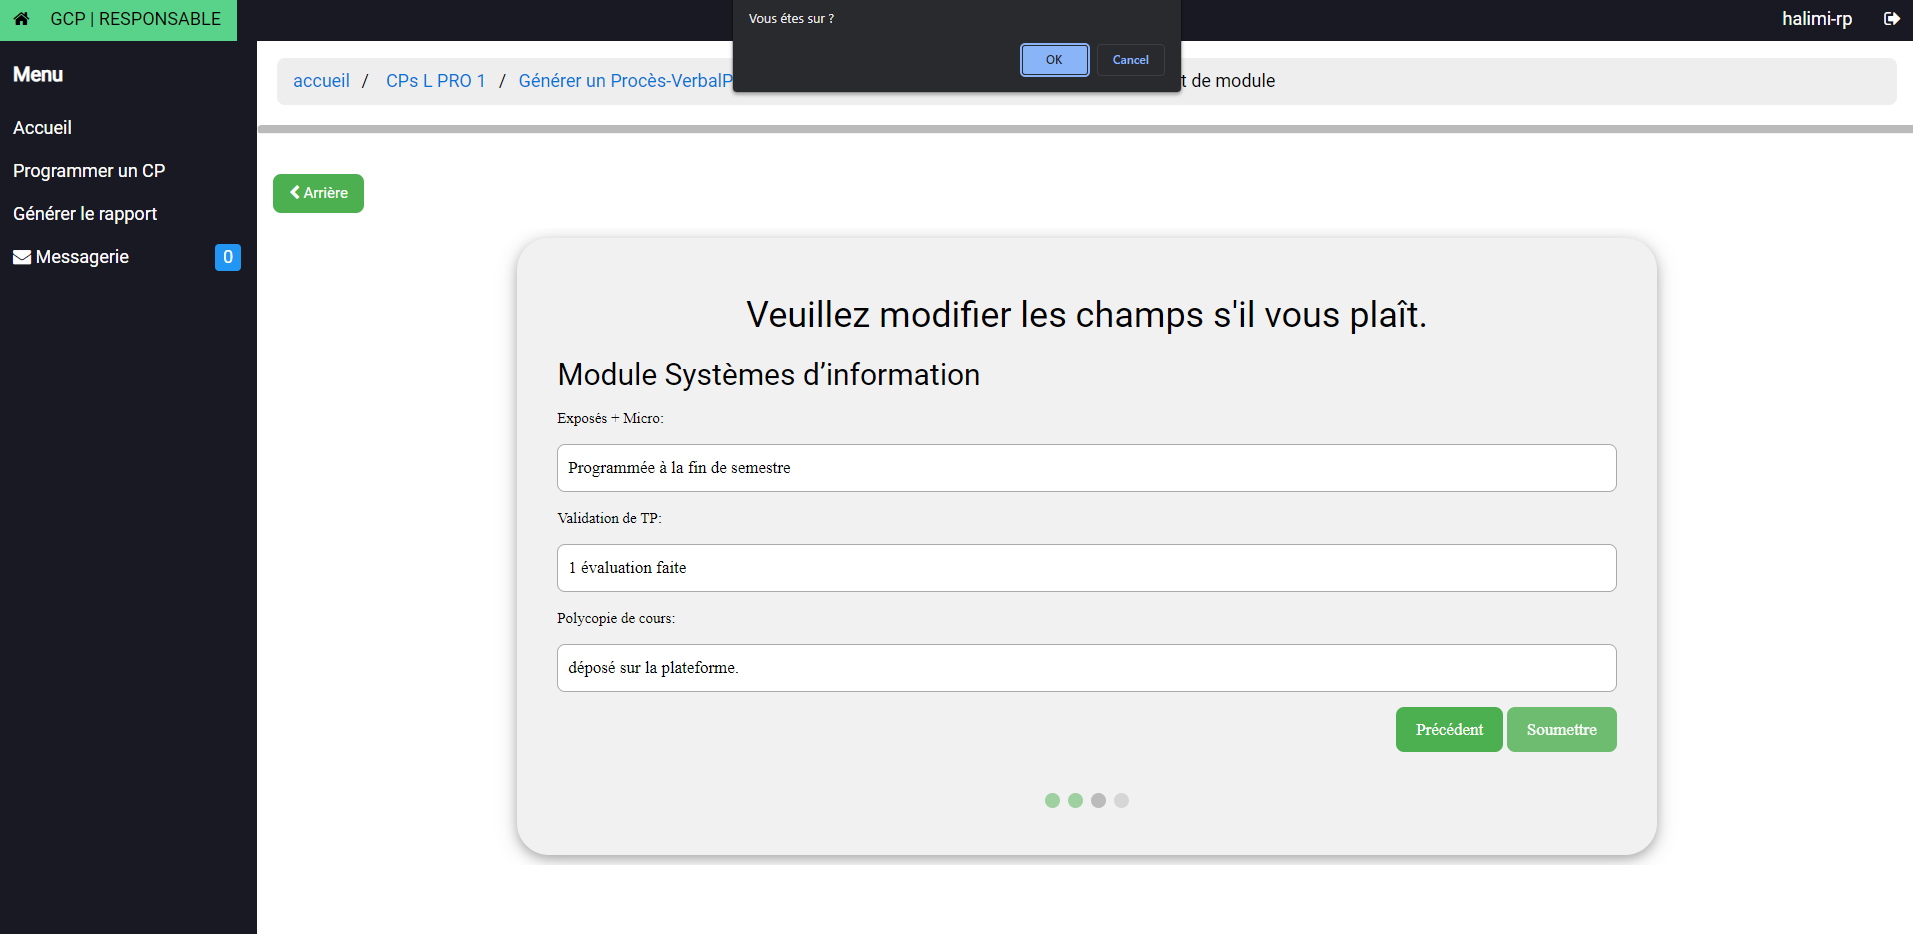 GCP | RESPONSABLE
halimi-rp
Vous étes sur ?
OK
Cancel
Menu
Accueil
Programmer un CP
Générer le rapport
Messagerie
0
accueil / CPs L PRO 1 / Générer un Procès-VerbalP
t de module
Arrière
Veuillez modifier les champs s'il vous plaît.
Module Systèmes d’information
Exposés + Micro:
Programmée à la fin de semestre
Validation de TP:
1 évaluation faite
Polycopie de cours:
déposé sur la plateforme.
Précédent
Soumettre